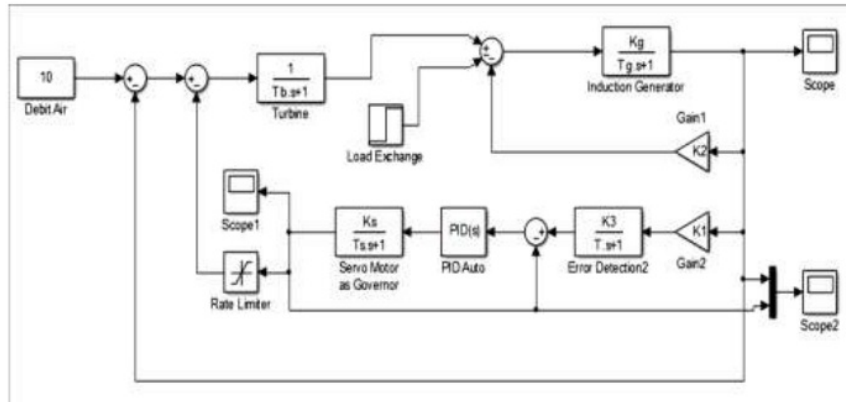 10
Debit Air
1
Tb.s+1
Turbine
Load Exchange
Kg
Tg.s+1
Induction Generator
Scope
Gain1
K2
Scope1
Ks
Ts.s+1
Servo Motor
as Governor
PID(s)
PID Auto
K3
T.s+1
Error Detection2
K1
Gain2
Rate Limiter
Scope2